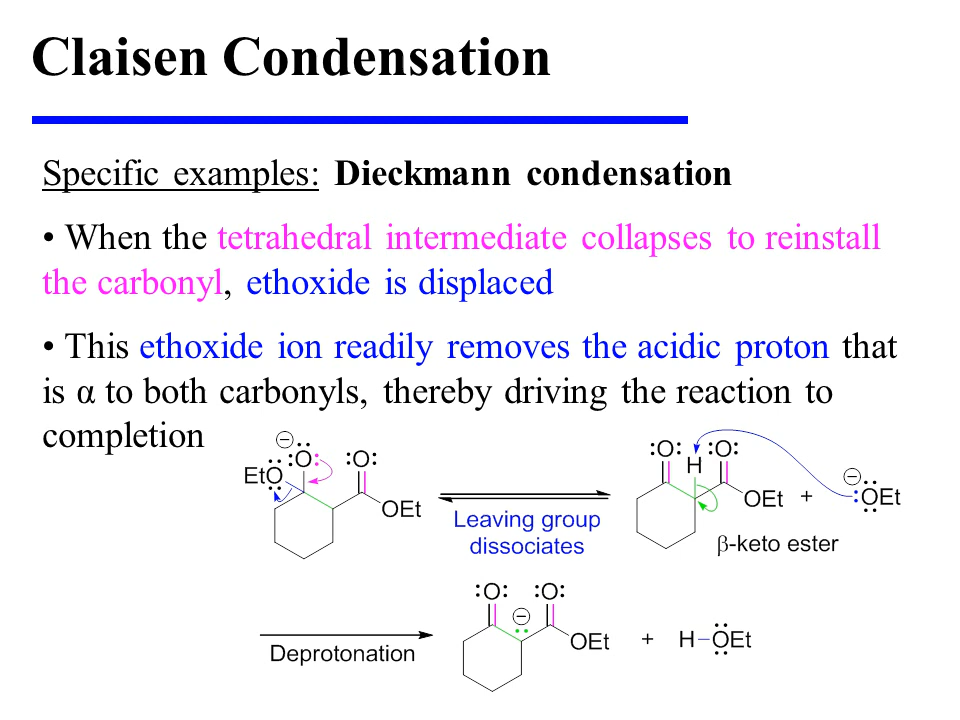 Claisen Condensation
Specific examples: Dieckmann condensation
• When the tetrahedral intermediate collapses to reinstall
the carbonyl, ethoxide is displaced
• This ethoxide ion readily removes the acidic proton that
is α to both carbonyls, thereby driving the reaction to
completion
O O
EtO
OEt
Leaving group
dissociates
O H O
OEt + OEt
β-keto ester
Deprotonation
O O
OEt + H OEt